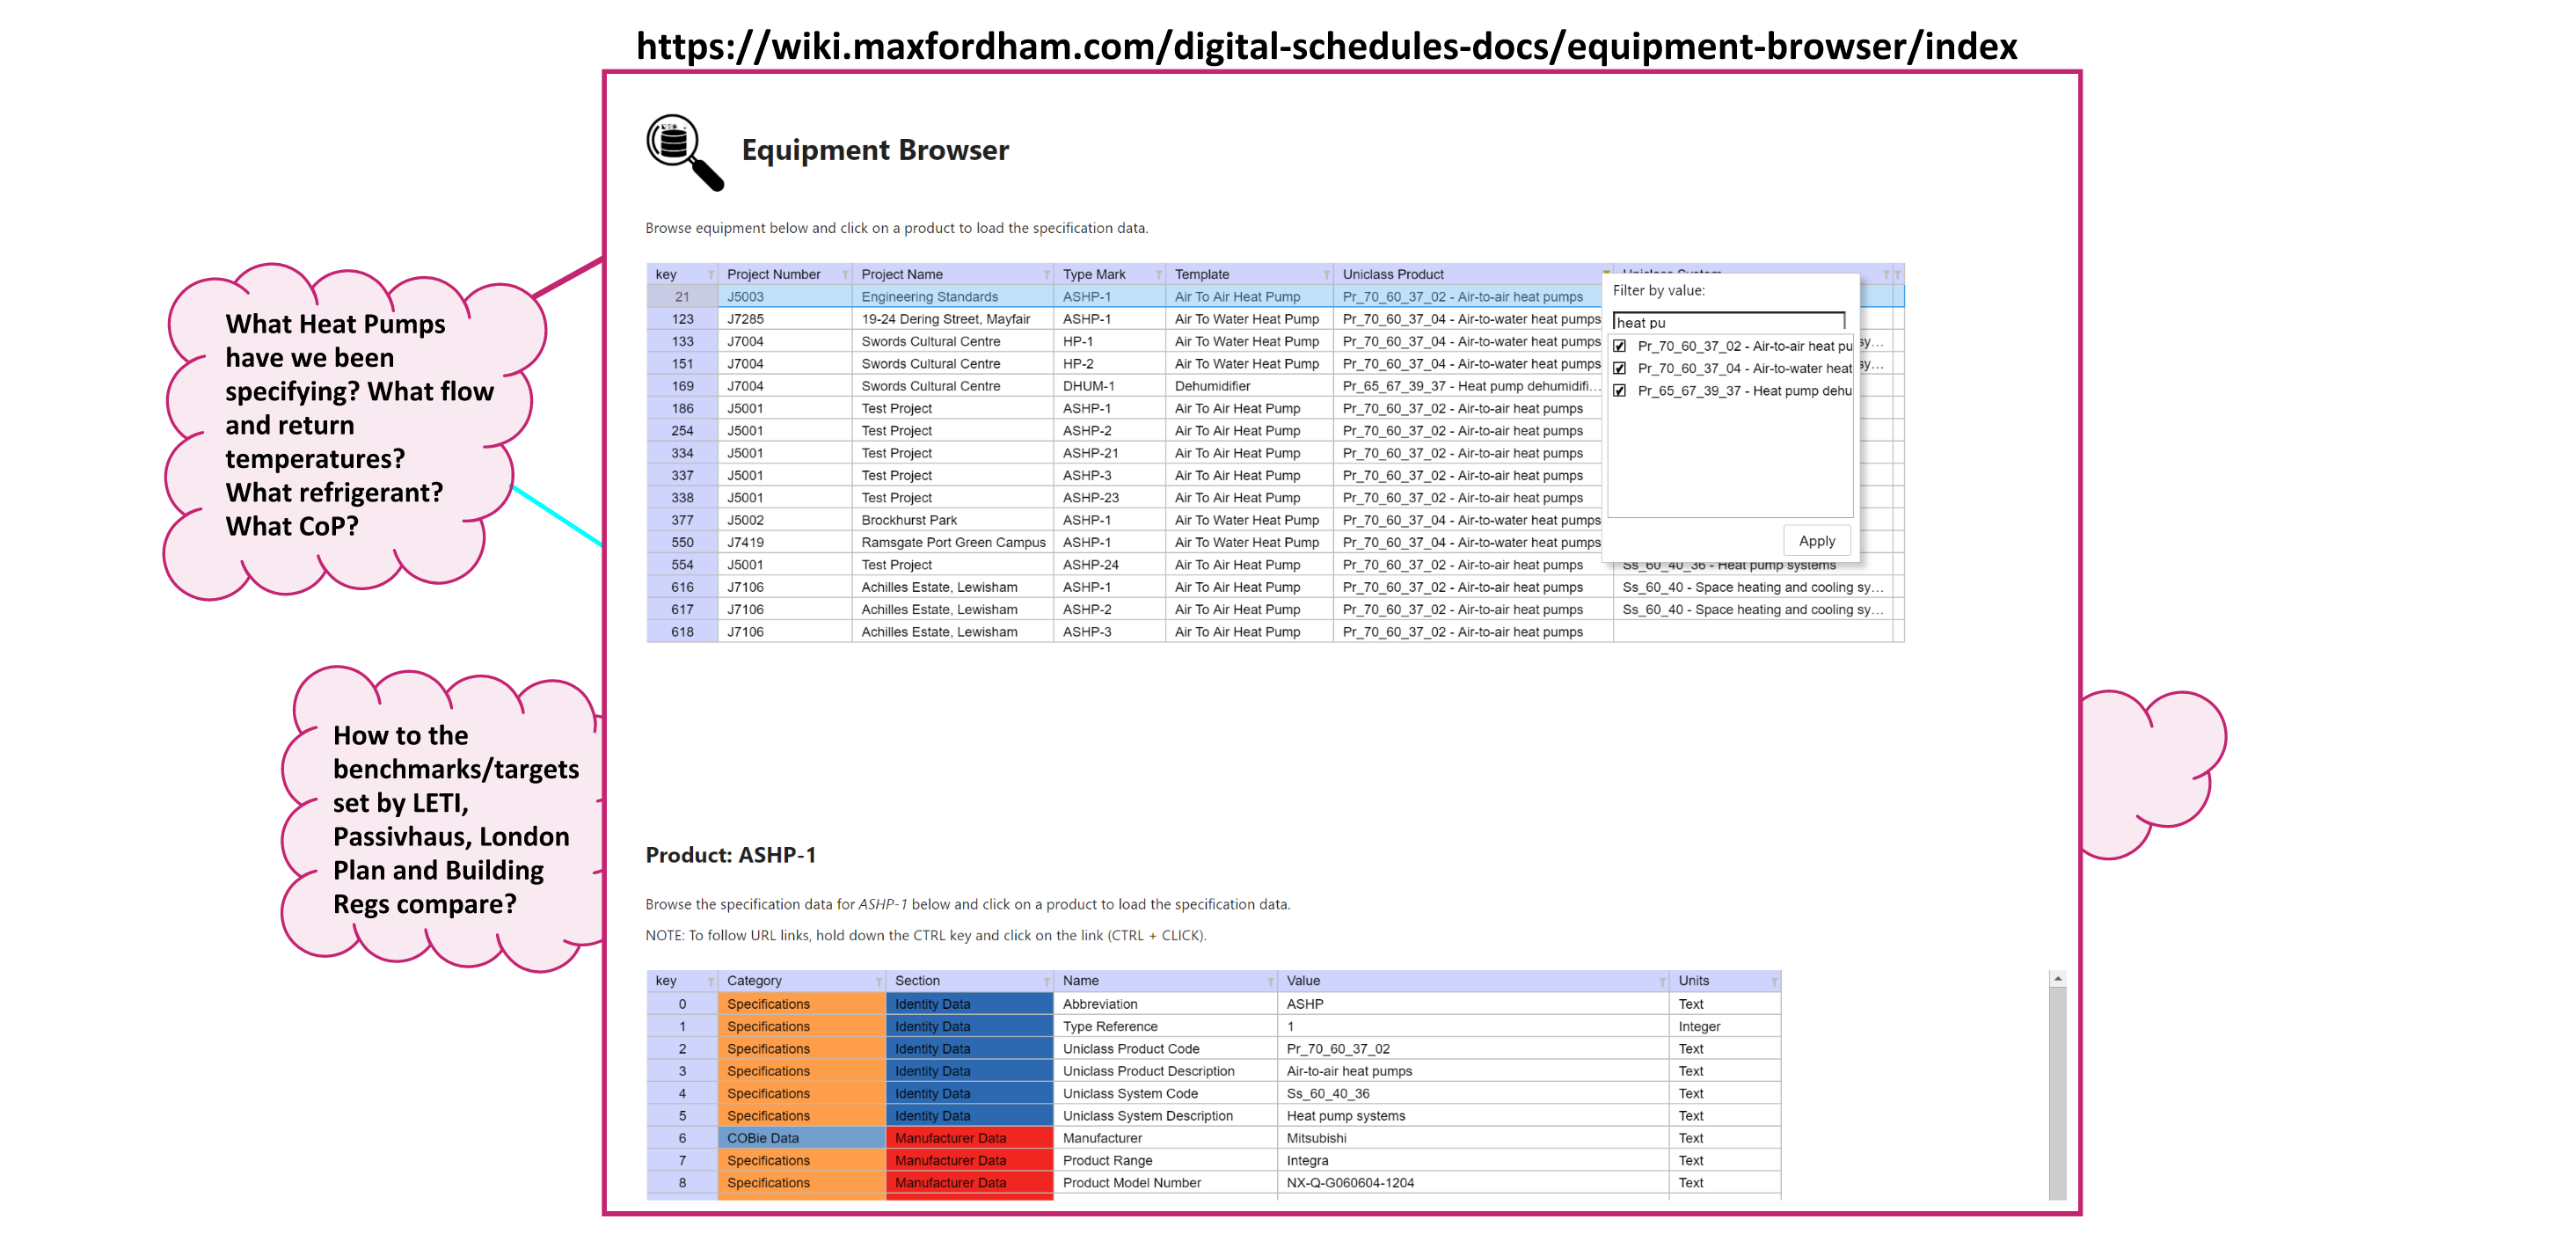 https://wiki.maxfordham.com/digital-schedules-docs/equipment-browser/index
Equipment Browser
Browse equipment below and click on a product to load the specification data.
key Project Number Project Name Type Mark Template Uniclass Product Uniclass System
21 J5003 Engineering Standards ASHP-1 Air To Air Heat Pump Pr_70_60_37_02 - Air-to-air heat pumps
123 J7285 19-24 Dering Street, Mayfair ASHP-1 Air To Water Heat Pump Pr_70_60_37_04 - Air-to-water heat pumps
133 J7004 Swords Cultural Centre HP-1 Air To Water Heat Pump Pr_70_60_37_04 - Air-to-water heat pumps sy...
151 J7004 Swords Cultural Centre HP-2 Air To Water Heat Pump Pr_70_60_37_04 - Air-to-water heat pumps sy...
169 J7004 Swords Cultural Centre DHUM-1 Dehumidifier Pr_65_67_39_37 - Heat pump dehumidifi...
186 J5001 Test Project ASHP-1 Air To Air Heat Pump Pr_70_60_37_02 - Air-to-air heat pumps
254 J5001 Test Project ASHP-2 Air To Air Heat Pump Pr_70_60_37_02 - Air-to-air heat pumps
334 J5001 Test Project ASHP-21 Air To Air Heat Pump Pr_70_60_37_02 - Air-to-air heat pumps
337 J5001 Test Project ASHP-3 Air To Air Heat Pump Pr_70_60_37_02 - Air-to-air heat pumps
338 J5001 Test Project ASHP-23 Air To Air Heat Pump Pr_70_60_37_02 - Air-to-air heat pumps
377 J5002 Brockhurst Park ASHP-1 Air To Water Heat Pump Pr_70_60_37_04 - Air-to-water heat pumps
550 J7419 Ramsgate Port Green Campus ASHP-1 Air To Water Heat Pump Pr_70_60_37_04 - Air-to-water heat pumps
554 J5001 Test Project ASHP-24 Air To Air Heat Pump Pr_70_60_37_02 - Air-to-air heat pumps Ss_60_40_36 - Heat pump systems
616 J7106 Achilles Estate, Lewisham ASHP-1 Air To Air Heat Pump Pr_70_60_37_02 - Air-to-air heat pumps Ss_60_40 - Space heating and cooling sy...
617 J7106 Achilles Estate, Lewisham ASHP-2 Air To Air Heat Pump Pr_70_60_37_02 - Air-to-air heat pumps Ss_60_40 - Space heating and cooling sy...
618 J7106 Achilles Estate, Lewisham ASHP-3 Air To Air Heat Pump Pr_70_60_37_02 - Air-to-air heat pumps
Filter by value:
heat pu
Pr_70_60_37_02 - Air-to-air heat pu
Pr_70_60_37_04 - Air-to-water heat
Pr_65_67_39_37 - Heat pump dehu
Apply
What Heat Pumps
have we been
specifying? What flow
and return
temperatures?
What refrigerant?
What CoP?
How to the
benchmarks/targets
set by LETI,
Passivhaus, London
Plan and Building
Regs compare?
Product: ASHP-1
Browse the specification data for ASHP-1 below and click on a product to load the specification data.
NOTE: To follow URL links, hold down the CTRL key and click on the link (CTRL + CLICK).
key Category Section Name Value Units
0 Specifications Identity Data Abbreviation ASHP Text
1 Specifications Identity Data Type Reference 1 Integer
2 Specifications Identity Data Uniclass Product Code Pr_70_60_37_02 Text
3 Specifications Identity Data Uniclass Product Description Air-to-air heat pumps Text
4 Specifications Identity Data Uniclass System Code Ss_60_40_36 Text
5 Specifications Identity Data Uniclass System Description Heat pump systems Text
6 COBie Data Manufacturer Data Manufacturer Mitsubishi Text
7 Specifications Manufacturer Data Product Range Integra Text
8 Specifications Manufacturer Data Product Model Number NX-Q-G060604-1204 Text